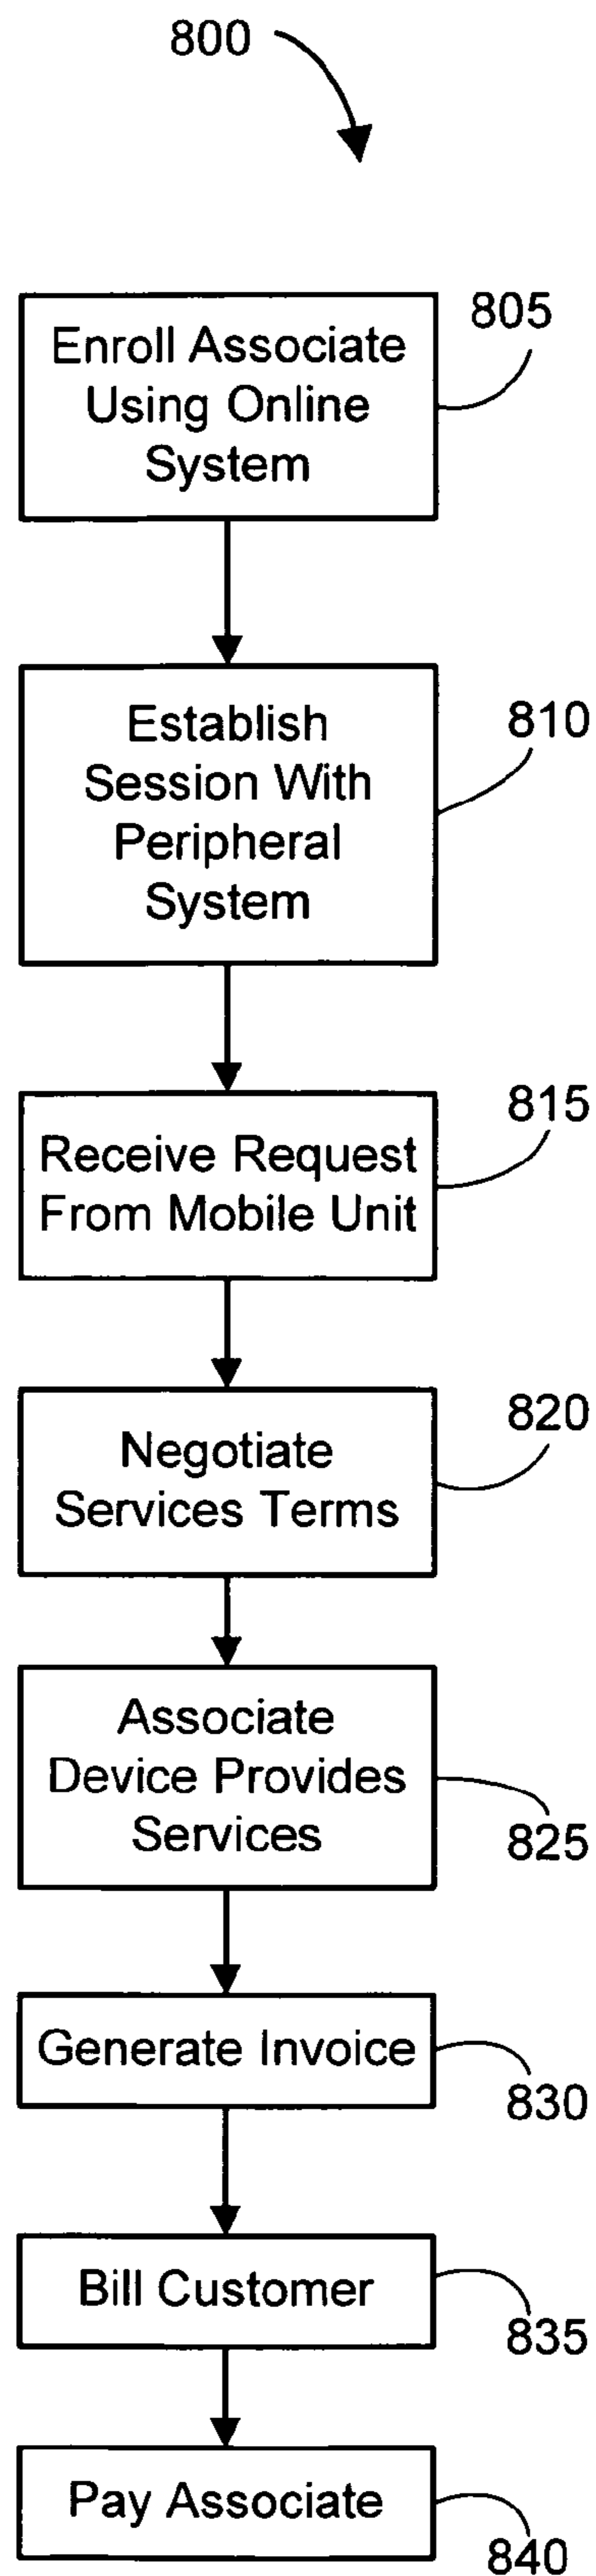 800
805
Enroll Associate
Using Online
System
810
Establish
Session With
Peripheral
System
815
Receive Request
From Mobile Unit
820
Negotiate
Services Terms
Associate
Device Provides
Services
825
Generate Invoice
830
Bill Customer
835
Pay Associate
840